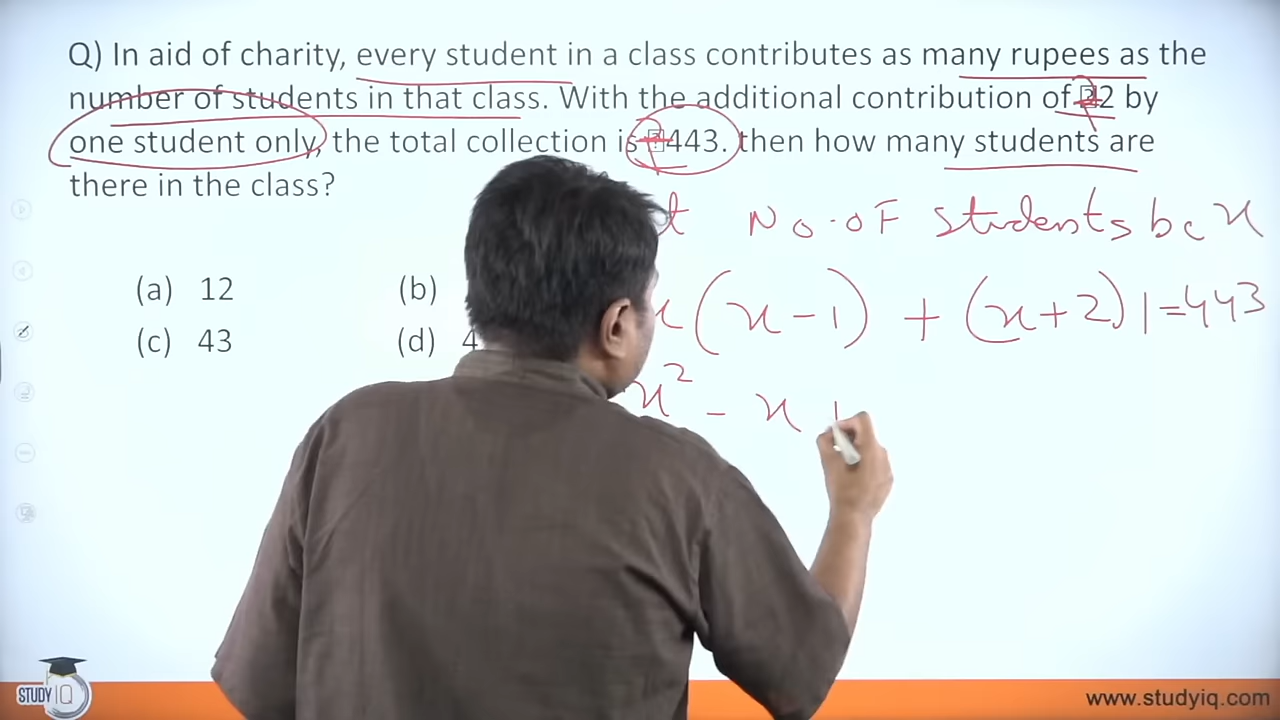 Q) In aid of charity, every student in a class contributes as many rupees as the
number of students in that class. With the additional contribution of ₹2 by
one student only, the total collection is ₹443. then how many students are
there in the class?
No. of students be x
(a) 12
(b)
x(x-1) + (x+2)1=443
(c) 43
(d) 4
x² - x
STUDY IQ
www.studyiq.com